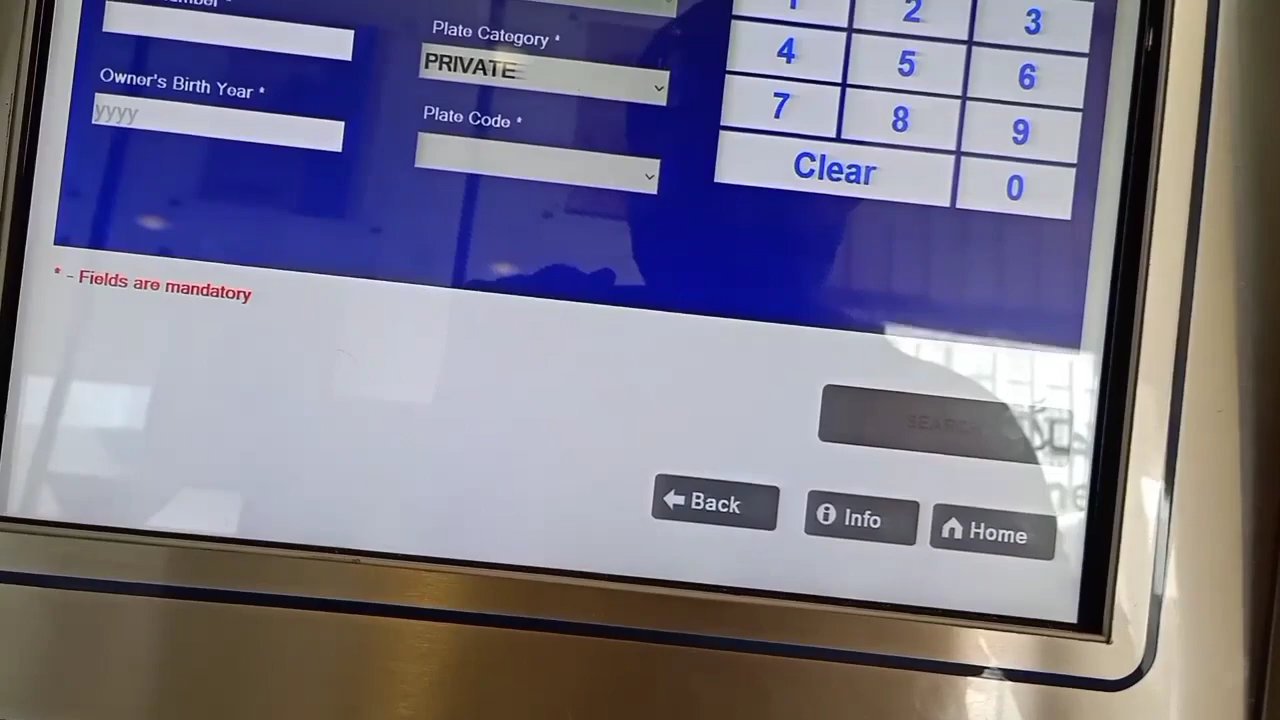 Plate Category *
PRIVATE
Owner's Birth Year *
yyyy
Plate Code *
1 2 3
4 5 6
7 8 9
Clear 0
* - Fields are mandatory
SEARCH
Back
Info
Home